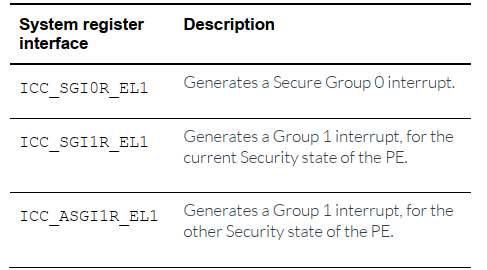 System register Description
interface
ICC_SGI0R_EL1 Generates a Secure Group 0 interrupt.
ICC_SGI1R_EL1 Generates a Group 1 interrupt, for the
current Security state of the PE.
ICC_ASGI1R_EL1 Generates a Group 1 interrupt, for the
other Security state of the PE.